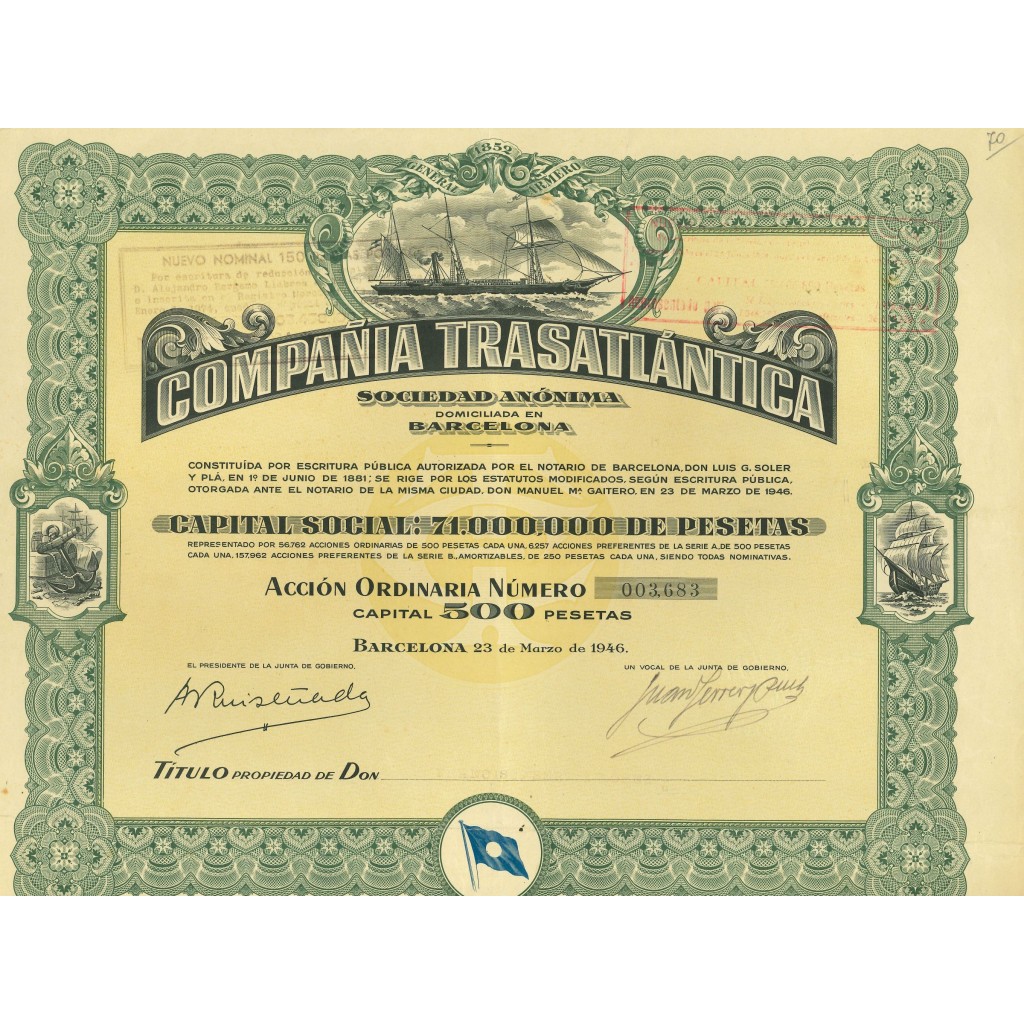 70
1852
GENERAL ARMERO
NUEVO NOMINAL 150
Por escritura de
D. Alejandro
COMPAÑIA TRASATLÁNTICA
SOCIEDAD ANÓNIMA
DOMICILIADA EN
BARCELONA
CONSTITUÍDA POR ESCRITURA PÚBLICA AUTORIZADA POR EL NOTARIO DE BARCELONA, DON LUIS G. SOLER
Y PLÁ, EN 1º DE JUNIO DE 1881; SE RIGE POR LOS ESTATUTOS MODIFICADOS, SEGÚN ESCRITURA PÚBLICA,
OTORGADA ANTE EL NOTARIO DE LA MISMA CIUDAD, DON MANUEL Mª GAITERO, EN 23 DE MARZO DE 1946.
CAPITAL SOCIAL: 71.000,000 DE PESETAS
REPRESENTADO POR 56.762 ACCIONES ORDINARIAS DE 500 PESETAS CADA UNA, 6.257 ACCIONES PREFERENTES DE LA SERIE A, DE 500 PESETAS
CADA UNA, 157,962 ACCIONES PREFERENTES DE LA SERIE B, AMORTIZABLES, DE 250 PESETAS CADA UNA, SIENDO TODAS NOMINATIVAS.
ACCIÓN ORDINARIA NÚMERO 003,683
CAPITAL 500 PESETAS
BARCELONA 23 de Marzo de 1946.
EL PRESIDENTE DE LA JUNTA DE GOBIERNO, UN VOCAL DE LA JUNTA DE GOBIERNO,
TÍTULO PROPIEDAD DE DON